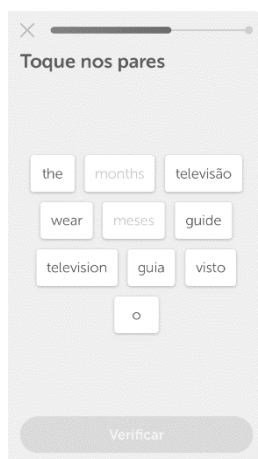 Toque nos pares
the months televisão
wear meses guide
television guia visto
o
Verificar